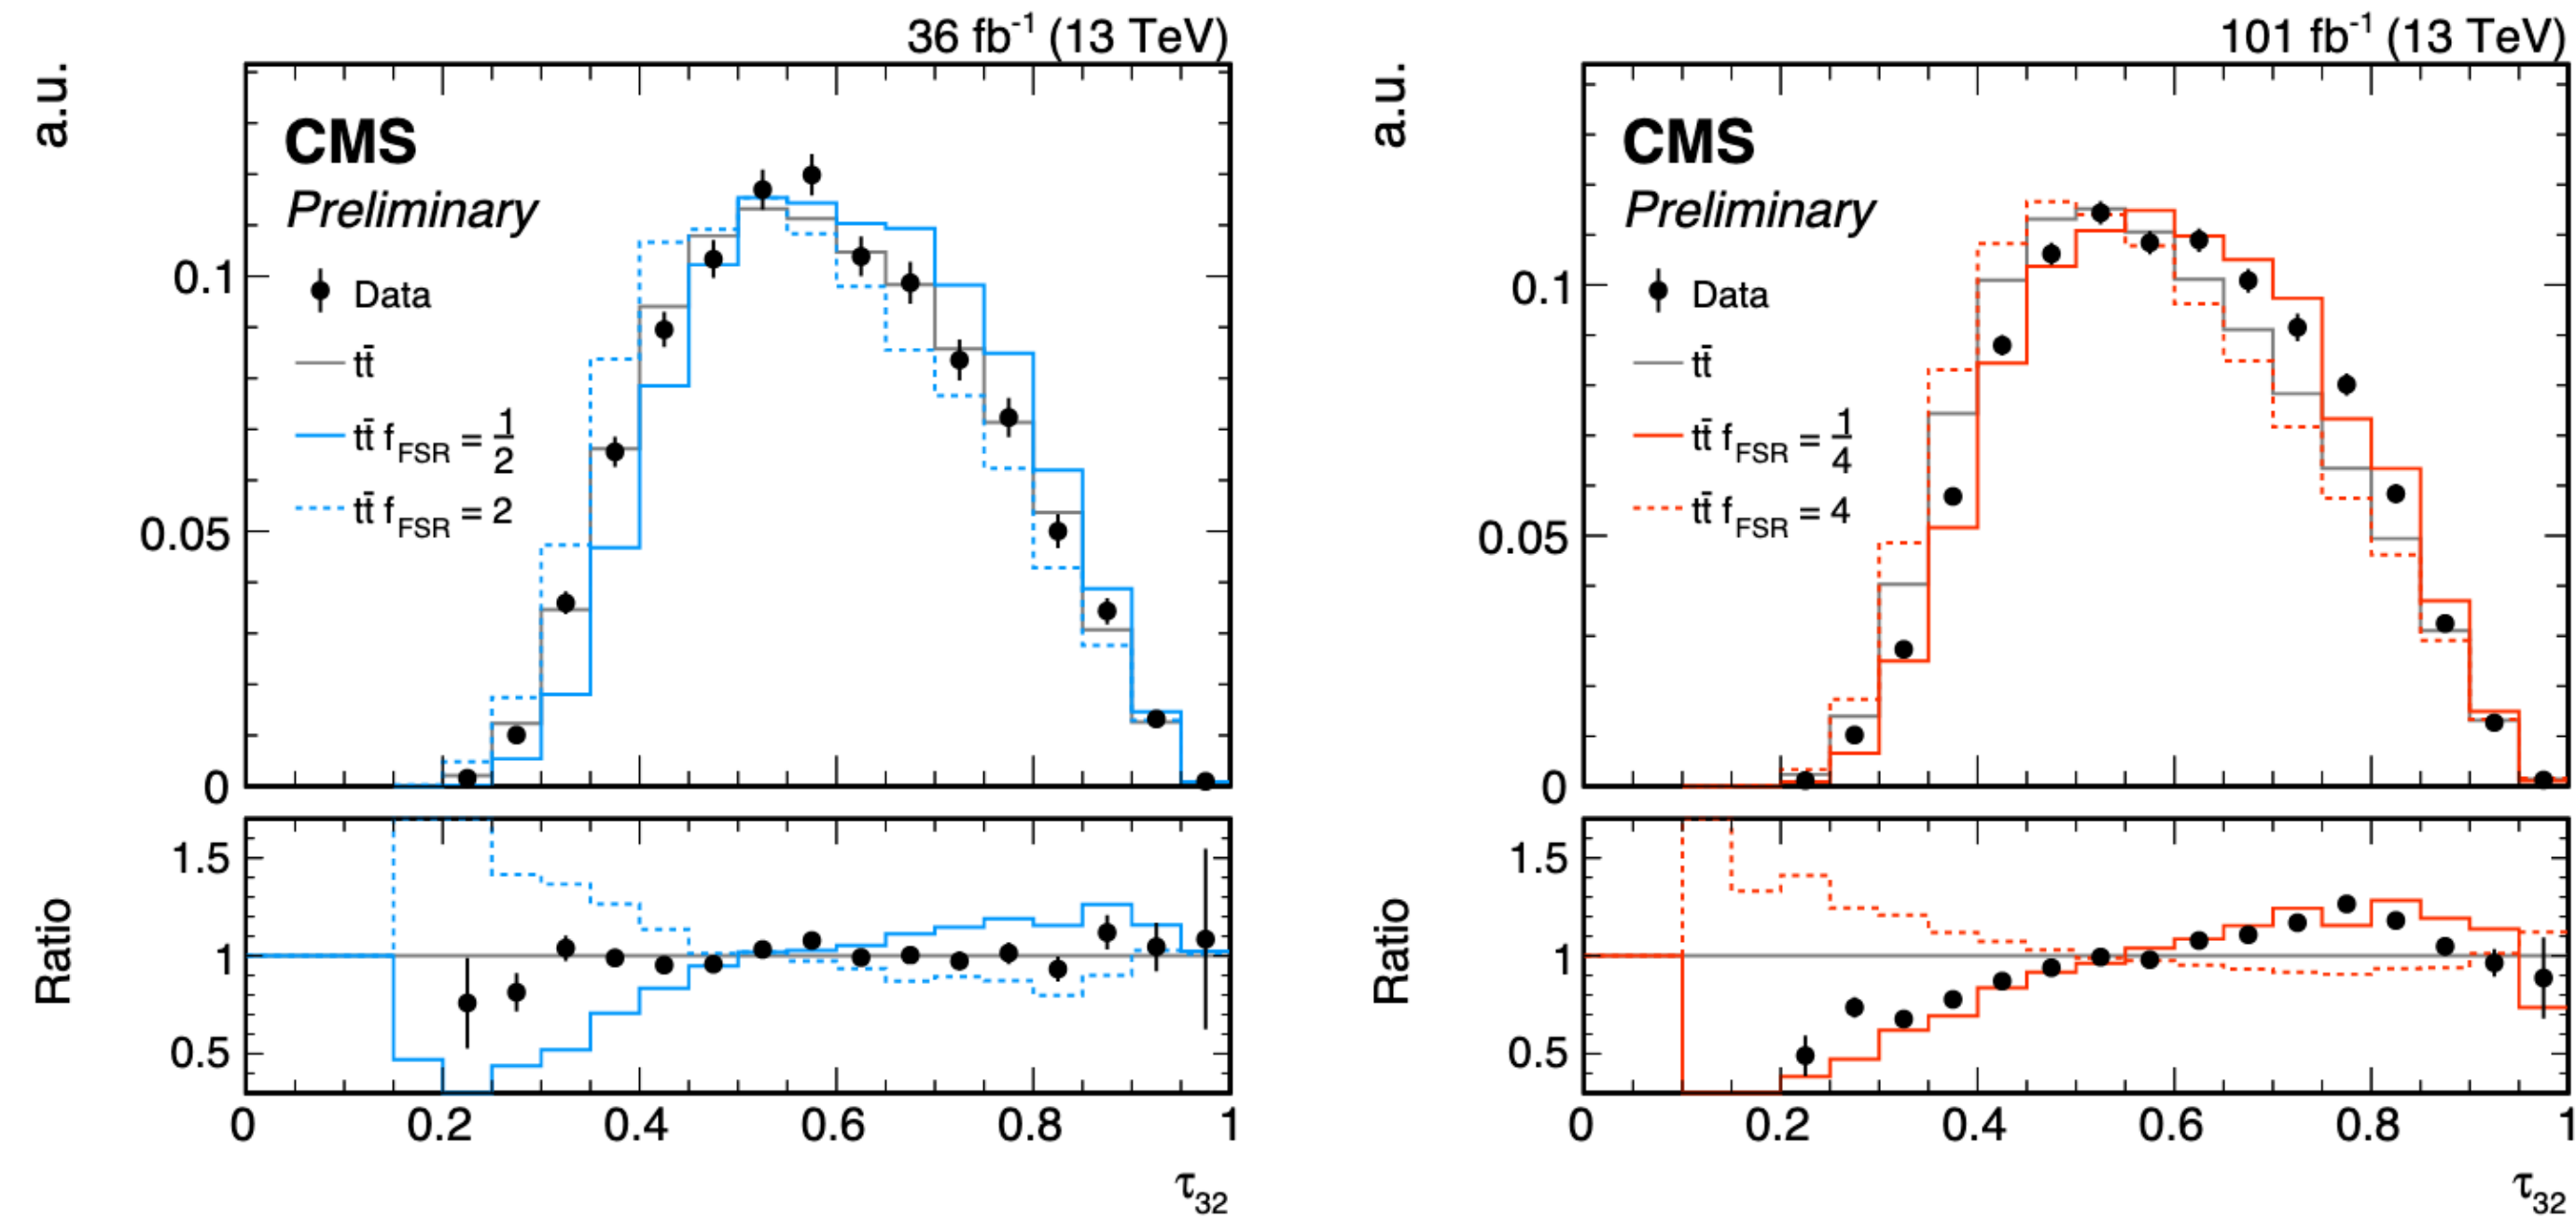 36 fb⁻¹ (13 TeV)
a.u.
CMS
Preliminary
Data
tt̄
tt̄ f_FSR = 1/2
tt̄ f_FSR = 2
0.1
0.05
0
Ratio
1.5
1
0.5
0 0.2 0.4 0.6 0.8 1
τ₃₂
101 fb⁻¹ (13 TeV)
a.u.
CMS
Preliminary
Data
tt̄
tt̄ f_FSR = 1/4
tt̄ f_FSR = 4
0.1
0.05
0
Ratio
1.5
1
0.5
0 0.2 0.4 0.6 0.8 1
τ₃₂